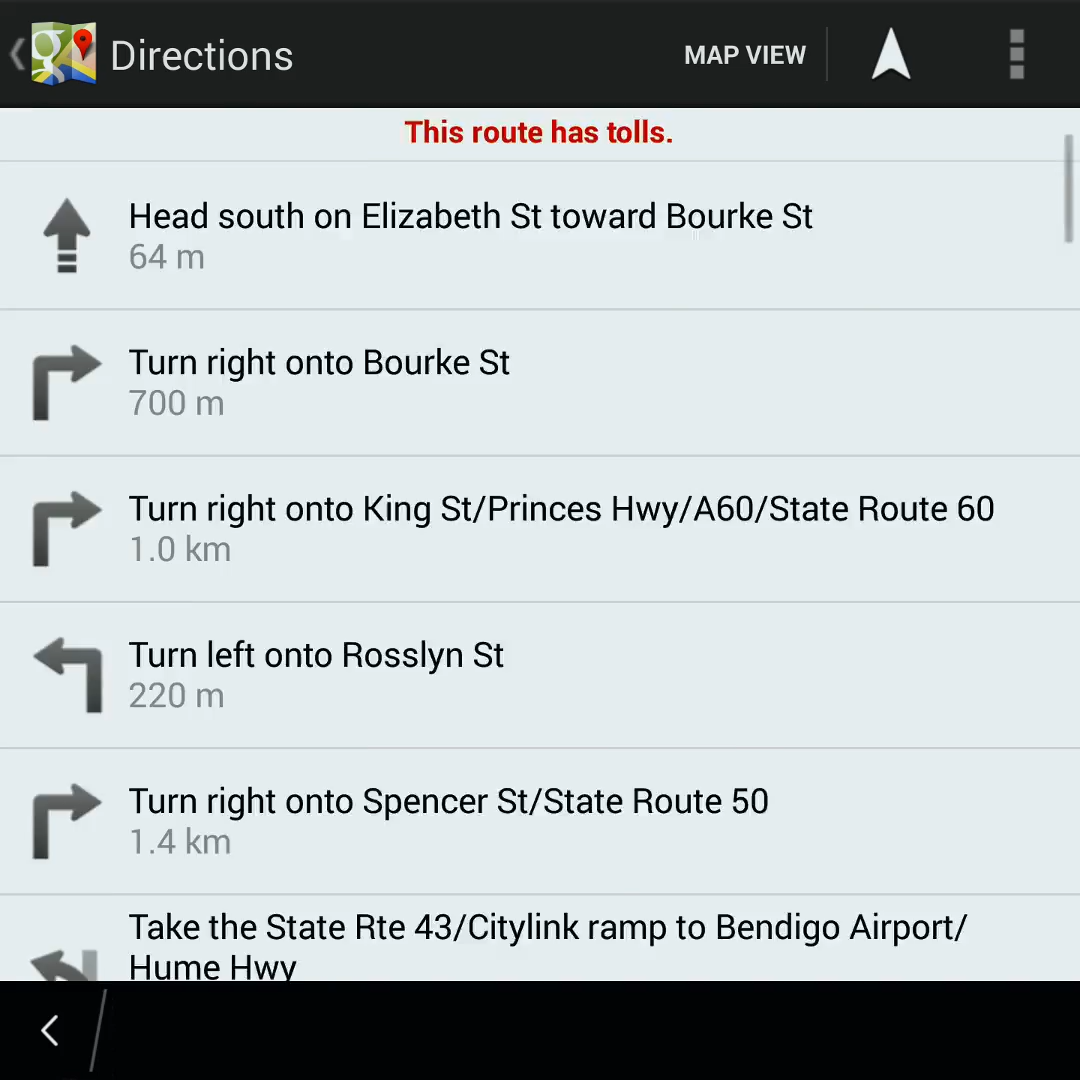 Directions
MAP VIEW
This route has tolls.
Head south on Elizabeth St toward Bourke St
64 m
Turn right onto Bourke St
700 m
Turn right onto King St/Princes Hwy/A60/State Route 60
1.0 km
Turn left onto Rosslyn St
220 m
Turn right onto Spencer St/State Route 50
1.4 km
Take the State Rte 43/Citylink ramp to Bendigo Airport/
Hume Hwy